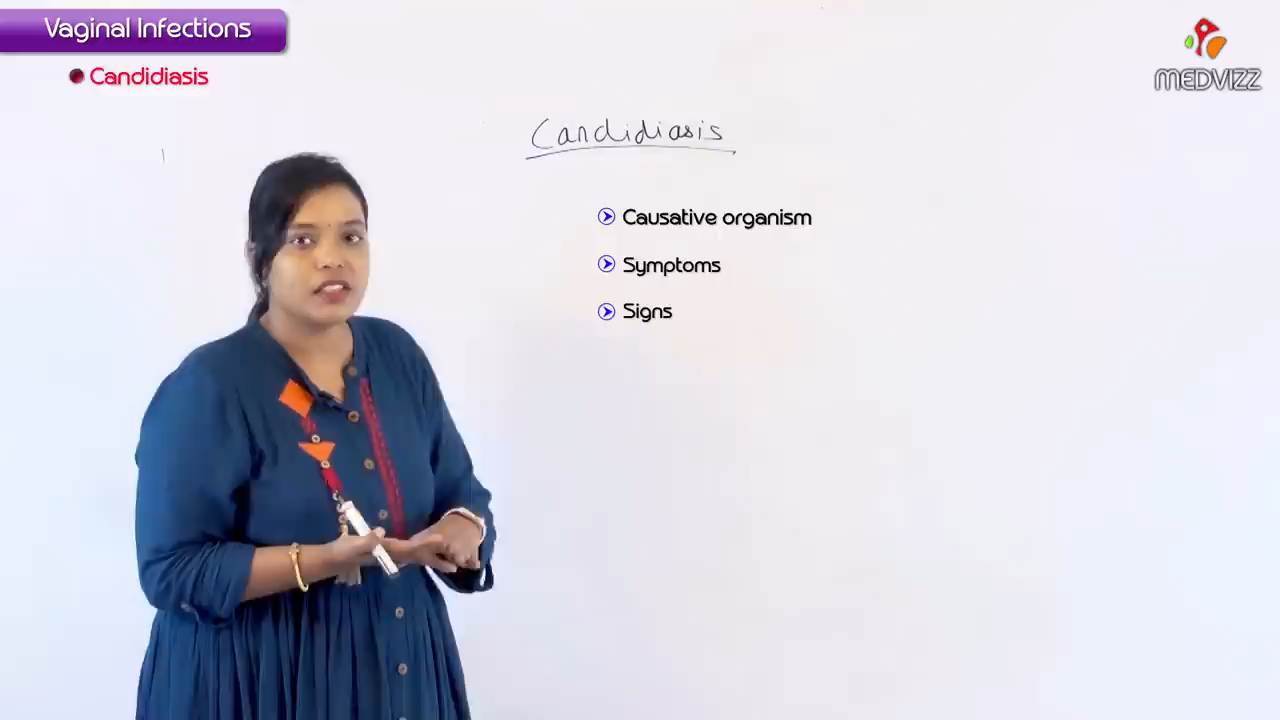 Vaginal Infections
Candidiasis
MEDVIZZ
Candidiasis
Causative organism
Symptoms
Signs